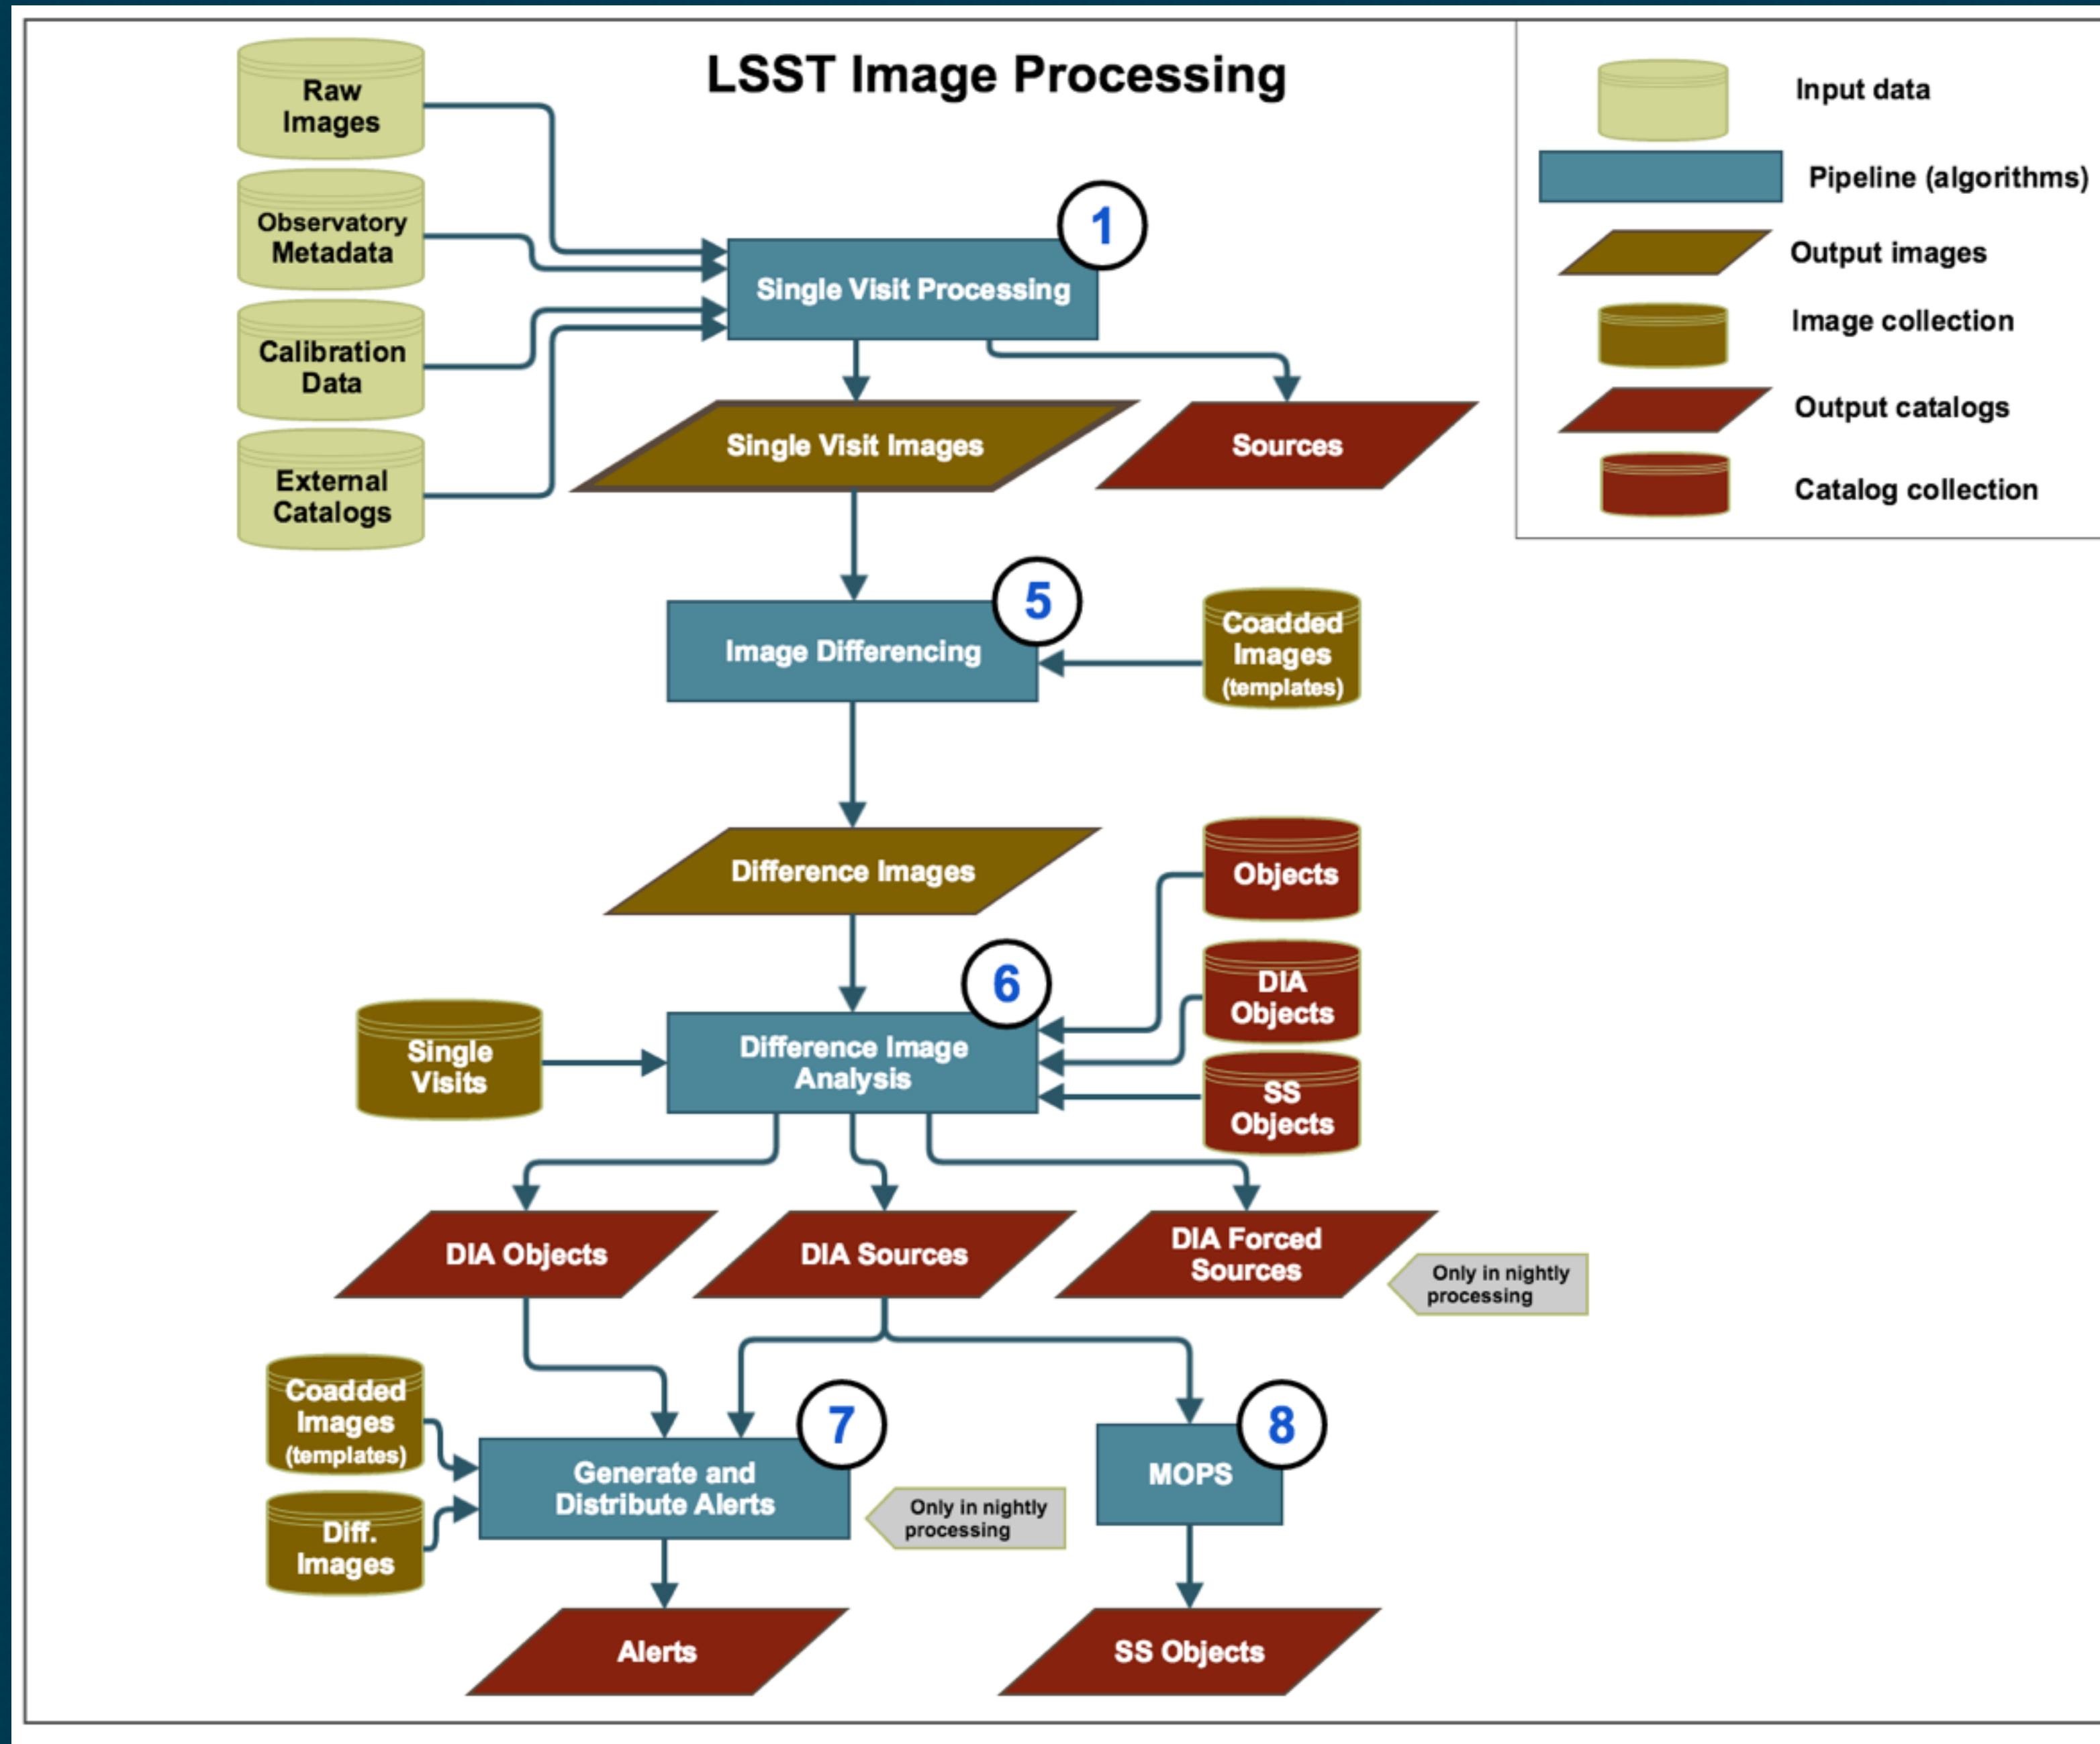 LSST Image Processing
Raw
Images
Observatory
Metadata
Calibration
Data
External
Catalogs
1
Single Visit Processing
Single Visit Images
Sources
Input data
Pipeline (algorithms)
Output images
Image collection
Output catalogs
Catalog collection
5
Image Differencing
Coadded
Images
(templates)
Difference Images
Objects
DIA
Objects
SS
Objects
6
Single
Visits
Difference Image
Analysis
DIA Objects
DIA Sources
DIA Forced
Sources
Only in nightly
processing
Coadded
Images
(templates)
Diff.
Images
7
Generate and
Distribute Alerts
Only in nightly
processing
8
MOPS
Alerts
SS Objects